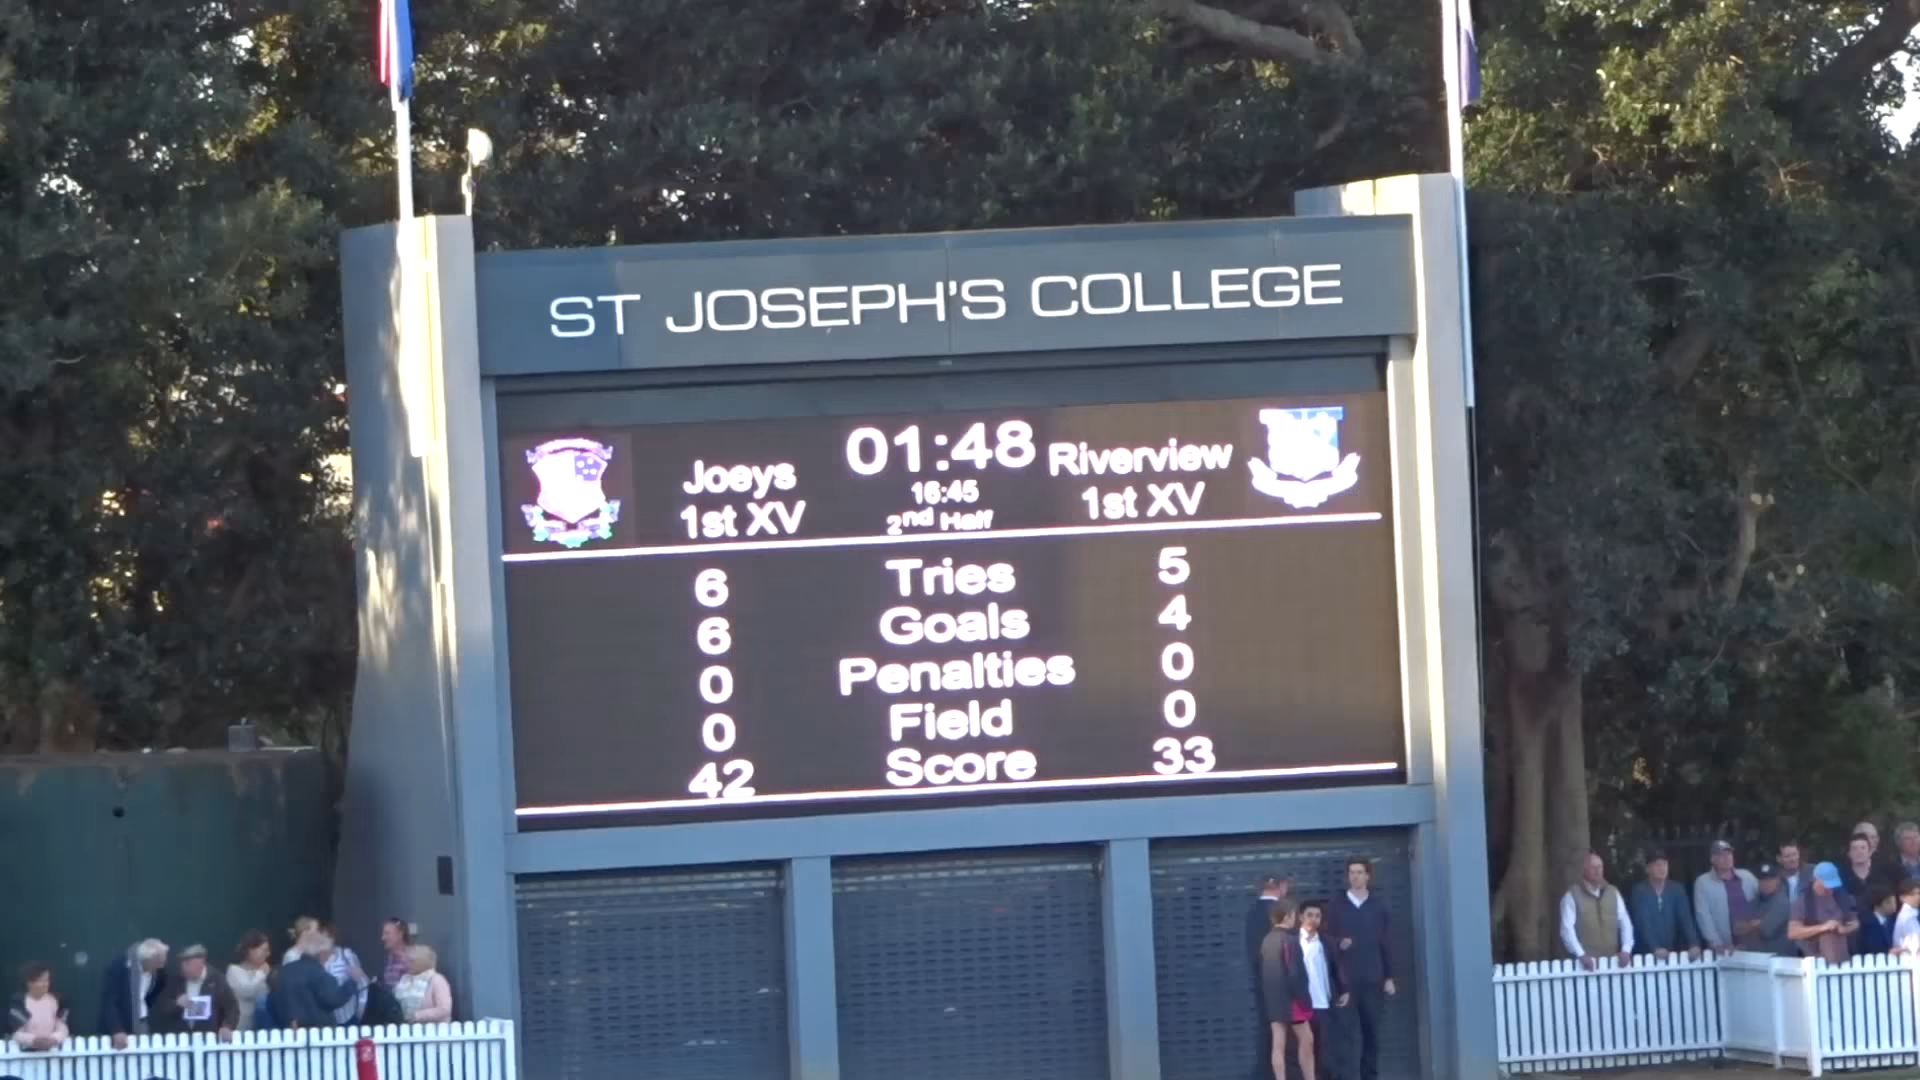 ST JOSEPH'S COLLEGE
Joeys 01:48 Riverview
1st XV 16:45 1st XV
2nd Half
6 Tries 5
6 Goals 4
0 Penalties 0
0 Field 0
42 Score 33